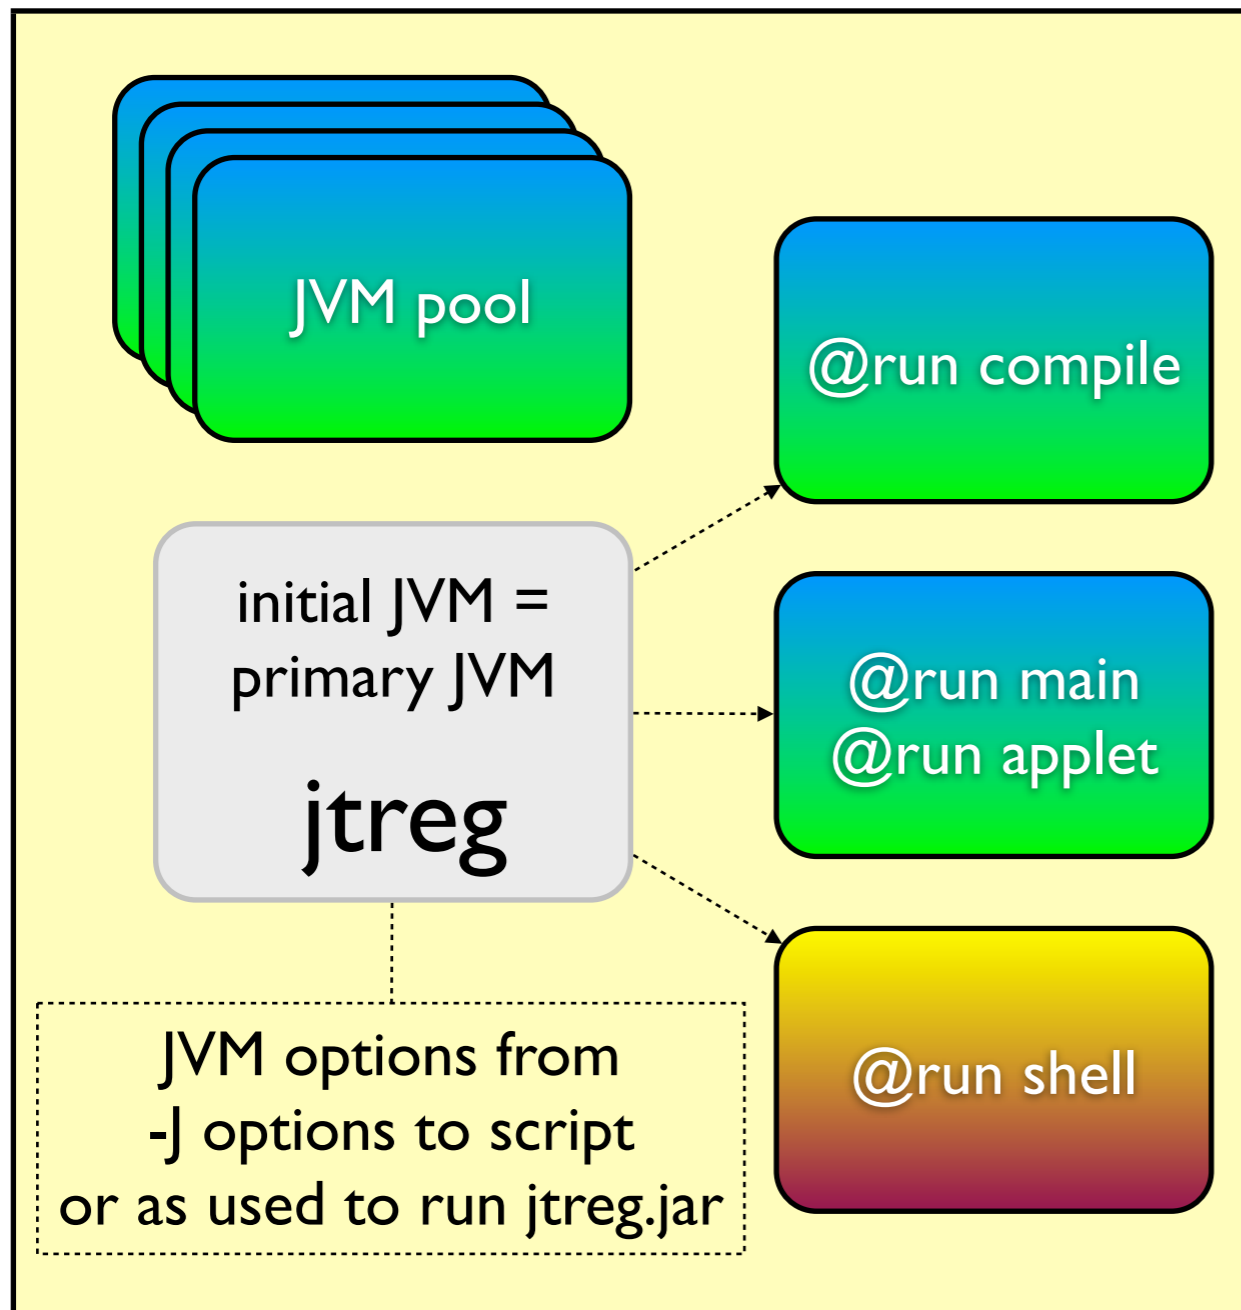 JVM pool
@run compile
initial JVM =
primary JVM
jtreg
@run main
@run applet
@run shell
JVM options from
-J options to script
or as used to run jtreg.jar